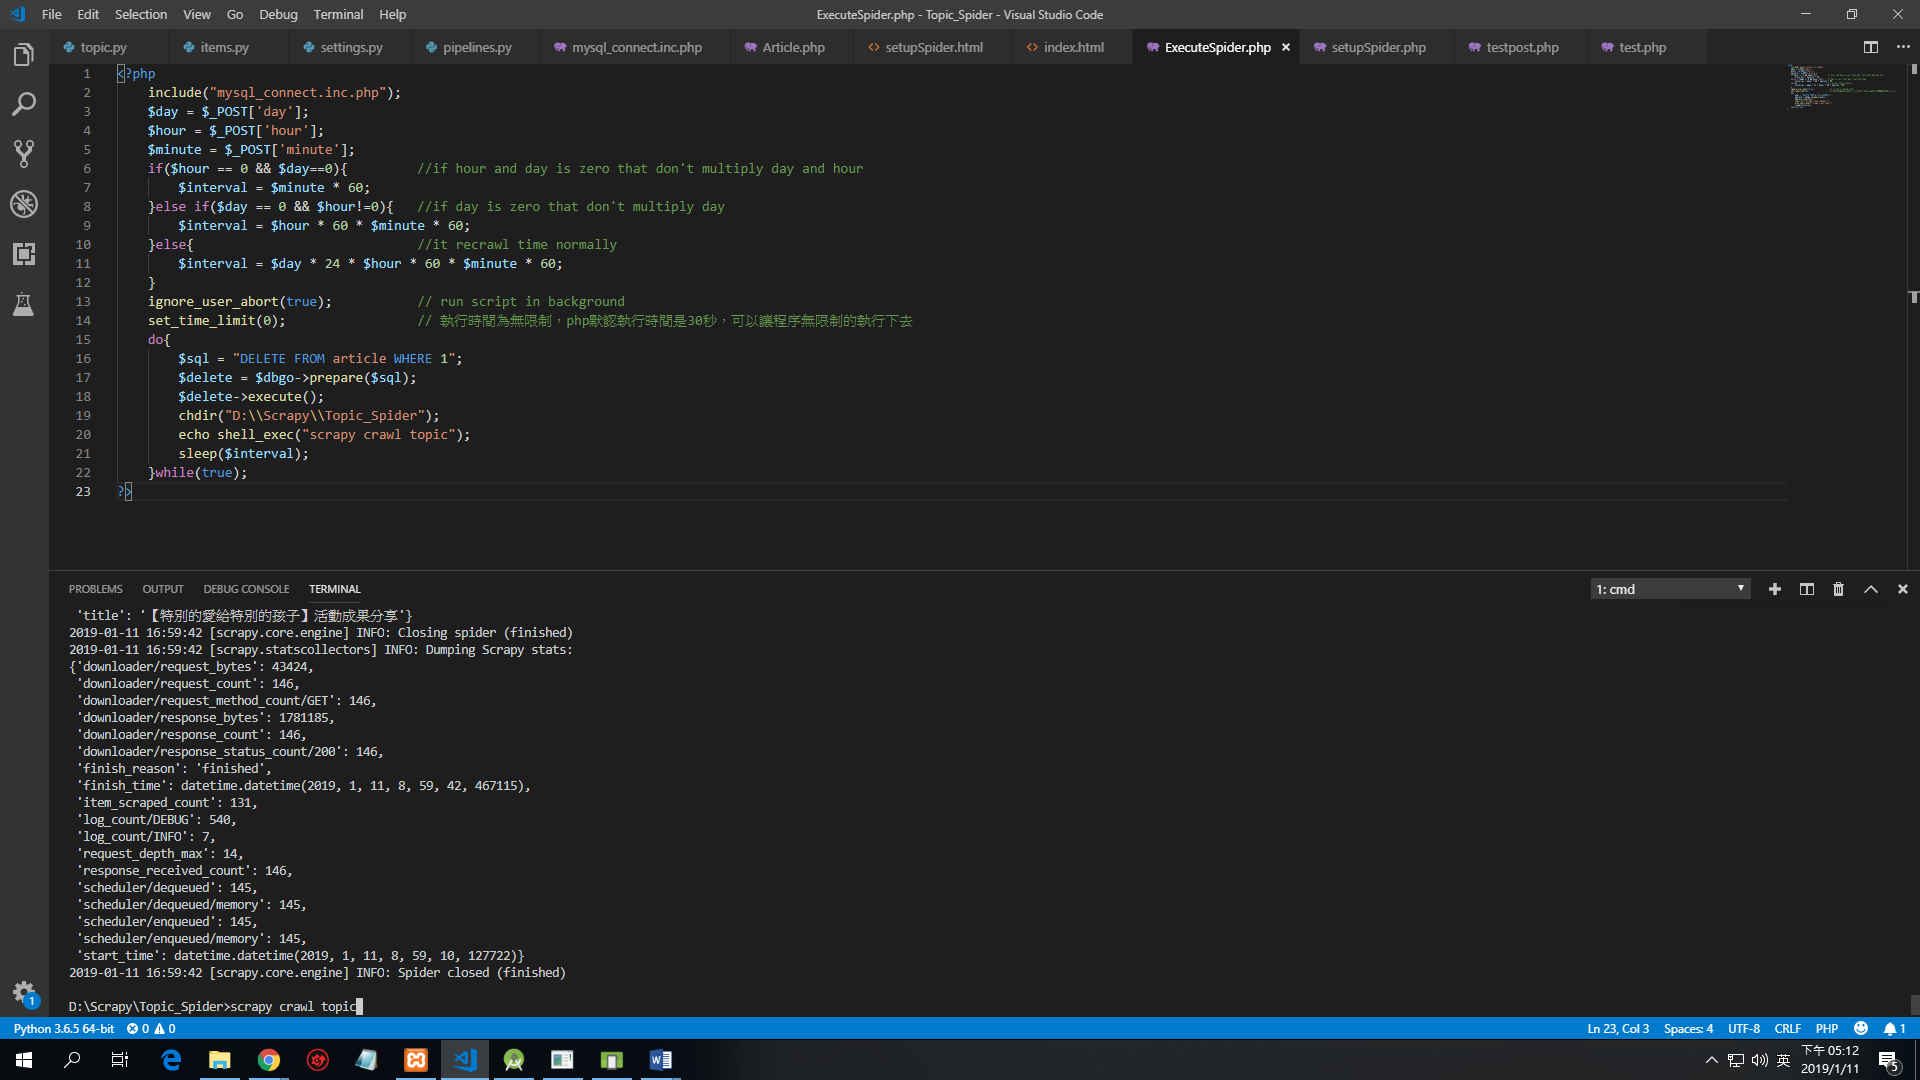 File Edit Selection View Go Debug Terminal Help
ExecuteSpider.php - Topic_Spider - Visual Studio Code
topic.py items.py settings.py pipelines.py mysql_connect.inc.php Article.php setupSpider.html index.html ExecuteSpider.php setupSpider.php testpost.php test.php
1 <?php
2 include("mysql_connect.inc.php");
3 $day = $_POST['day'];
4 $hour = $_POST['hour'];
5 $minute = $_POST['minute'];
6 if($hour == 0 && $day==0){ //if hour and day is zero that don't multiply day and hour
7 $interval = $minute * 60;
8 }else if($day == 0 && $hour!=0){ //if day is zero that don't multiply day
9 $interval = $hour * 60 * $minute * 60;
10 }else{ //it recrawl time normally
11 $interval = $day * 24 * $hour * 60 * $minute * 60;
12 }
13 ignore_user_abort(true); // run script in background
14 set_time_limit(0); // 執行時間為無限制，php默認執行時間是30秒，可以讓程序無限制的執行下去
15 do{
16 $sql = "DELETE FROM article WHERE 1";
17 $delete = $dbgo->prepare($sql);
18 $delete->execute();
19 chdir("D:\\Scrapy\\Topic_Spider");
20 echo shell_exec("scrapy crawl topic");
21 sleep($interval);
22 }while(true);
23 ?>
PROBLEMS OUTPUT DEBUG CONSOLE TERMINAL
1: cmd
'title': '【特別的愛給特別的孩子】活動成果分享'}
2019-01-11 16:59:42 [scrapy.core.engine] INFO: Closing spider (finished)
2019-01-11 16:59:42 [scrapy.statscollectors] INFO: Dumping Scrapy stats:
{'downloader/request_bytes': 43424,
'downloader/request_count': 146,
'downloader/request_method_count/GET': 146,
'downloader/response_bytes': 1781185,
'downloader/response_count': 146,
'downloader/response_status_count/200': 146,
'finish_reason': 'finished',
'finish_time': datetime.datetime(2019, 1, 11, 8, 59, 42, 467115),
'item_scraped_count': 131,
'log_count/DEBUG': 540,
'log_count/INFO': 7,
'request_depth_max': 14,
'response_received_count': 146,
'scheduler/dequeued': 145,
'scheduler/dequeued/memory': 145,
'scheduler/enqueued': 145,
'scheduler/enqueued/memory': 145,
'start_time': datetime.datetime(2019, 1, 11, 8, 59, 10, 127722)}
2019-01-11 16:59:42 [scrapy.core.engine] INFO: Spider closed (finished)
D:\Scrapy\Topic_Spider>scrapy crawl topic
1
Python 3.6.5 64-bit 0 0
Ln 23, Col 3 Spaces: 4 UTF-8 CRLF PHP 1
英
下午 05:12
2019/1/11
5